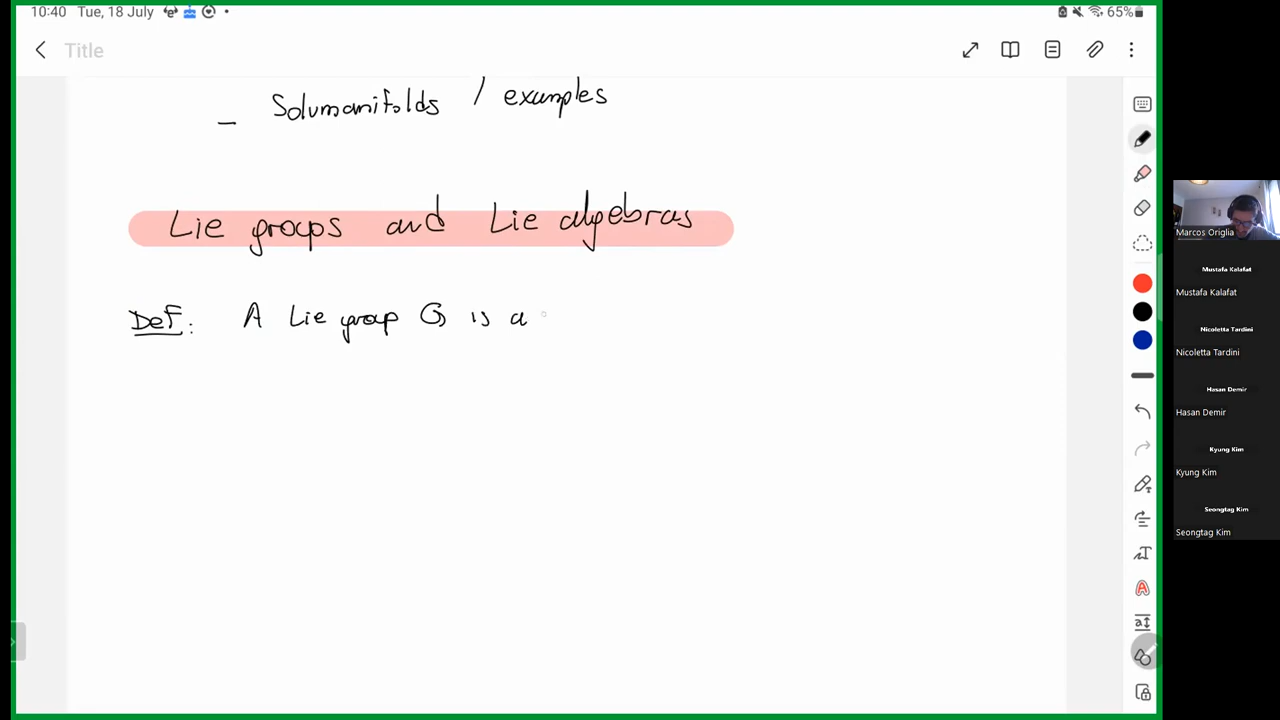 10:40 Tue, 18 July
65%
Title
– Solvmanifolds / examples
Lie groups and Lie algebras
Def: A Lie group G is a
Marcos Origlia
Mustafa Kalafat
Mustafa Kalafat
Nicoletta Tardini
Nicoletta Tardini
Hasan Demir
Hasan Demir
Kyung Kim
Kyung Kim
Seongtag Kim
Seongtag Kim